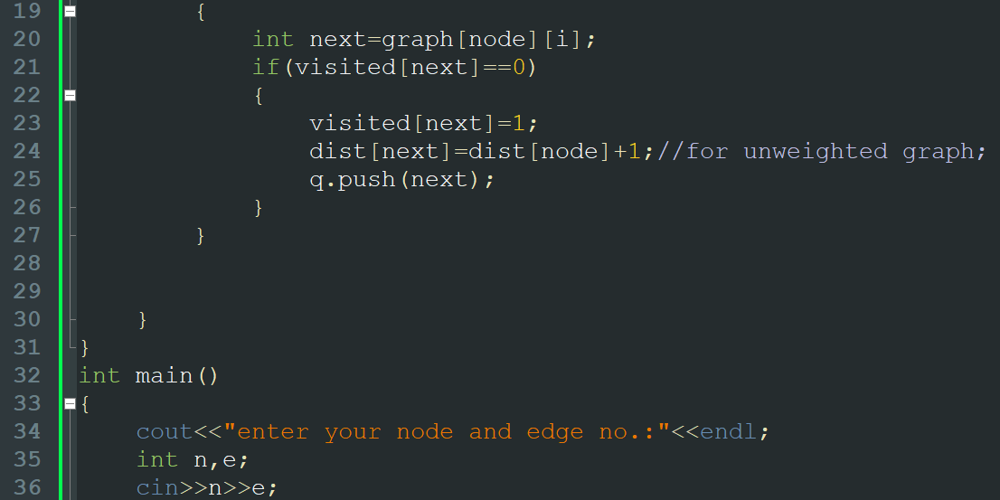 19 {
20 int next=graph[node][i];
21 if(visited[next]==0)
22 {
23 visited[next]=1;
24 dist[next]=dist[node]+1;//for unweighted graph;
25 q.push(next);
26 }
27 }
28
29
30 }
31 }
32 int main()
33 {
34 cout<<"enter your node and edge no.:"<<endl;
35 int n,e;
36 cin>>n>>e;